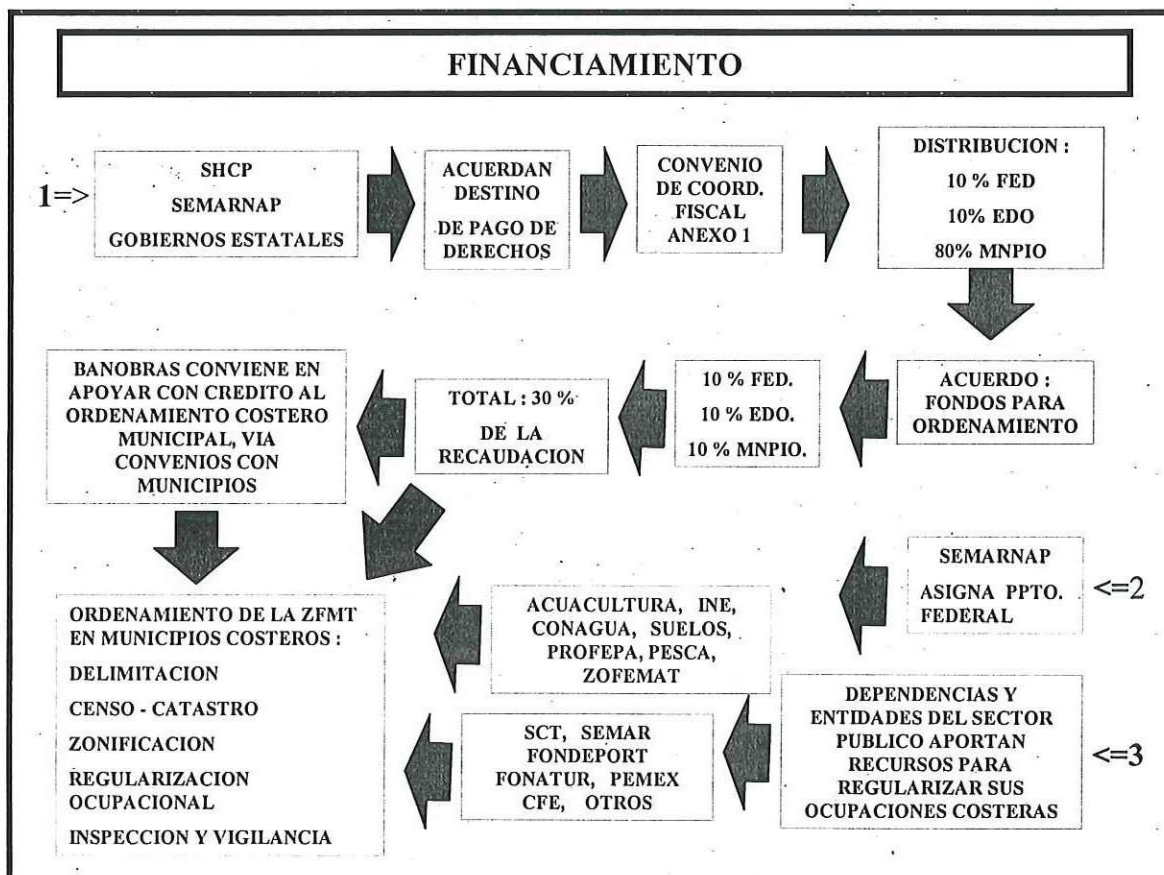 FINANCIAMIENTO
1=>
SHCP
SEMARNAP
GOBIERNOS ESTATALES
ACUERDAN
DESTINO
DE PAGO DE
DERECHOS
CONVENIO
DE COORD.
FISCAL
ANEXO 1
DISTRIBUCION :
10 % FED
10% EDO
80% MNPIO
BANOBRAS CONVIENE EN
APOYAR CON CREDITO AL
ORDENAMIENTO COSTERO
MUNICIPAL, VIA
CONVENIOS CON
MUNICIPIOS
TOTAL : 30 %
DE LA
RECAUDACION
10 % FED.
10 % EDO.
10 % MNPIO.
ACUERDO :
FONDOS PARA
ORDENAMIENTO
ORDENAMIENTO DE LA ZFMT
EN MUNICIPIOS COSTEROS :
DELIMITACION
CENSO - CATASTRO
ZONIFICACION
REGULARIZACION
OCUPACIONAL
INSPECCION Y VIGILANCIA
ACUACULTURA, INE,
CONAGUA, SUELOS,
PROFEPA, PESCA,
ZOFEMAT
SEMARNAP
ASIGNA PPTO.
FEDERAL
<=2
SCT, SEMAR
FONDEPORT
FONATUR, PEMEX
CFE, OTROS
DEPENDENCIAS Y
ENTIDADES DEL SECTOR
PUBLICO APORTAN
RECURSOS PARA
REGULARIZAR SUS
OCUPACIONES COSTERAS
<=3